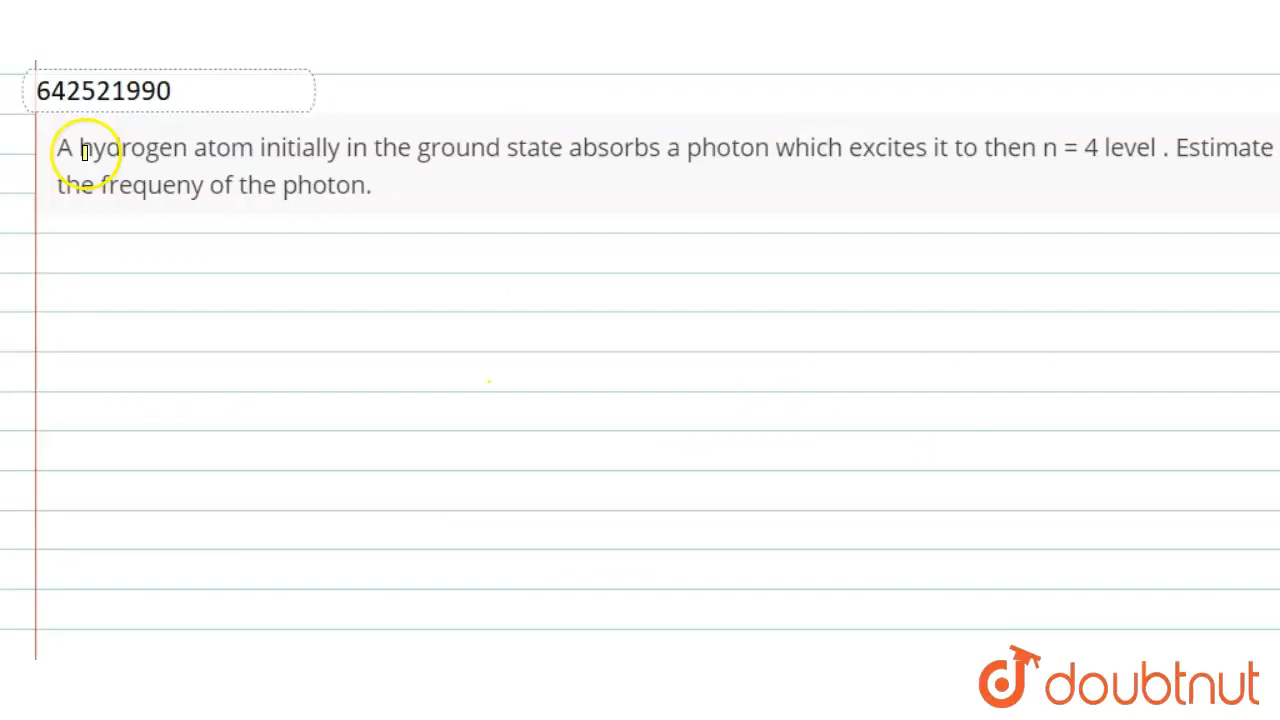 642521990
A hydrogen atom initially in the ground state absorbs a photon which excites it to then n = 4 level . Estimate
the frequeny of the photon.
doubtnut